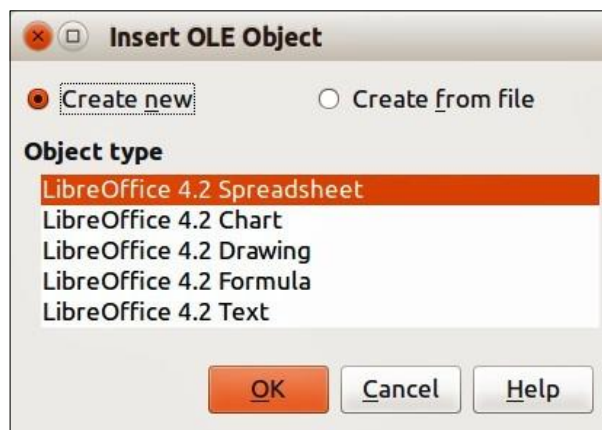 Insert OLE Object
Create new Create from file
Object type
LibreOffice 4.2 Spreadsheet
LibreOffice 4.2 Chart
LibreOffice 4.2 Drawing
LibreOffice 4.2 Formula
LibreOffice 4.2 Text
OK Cancel Help